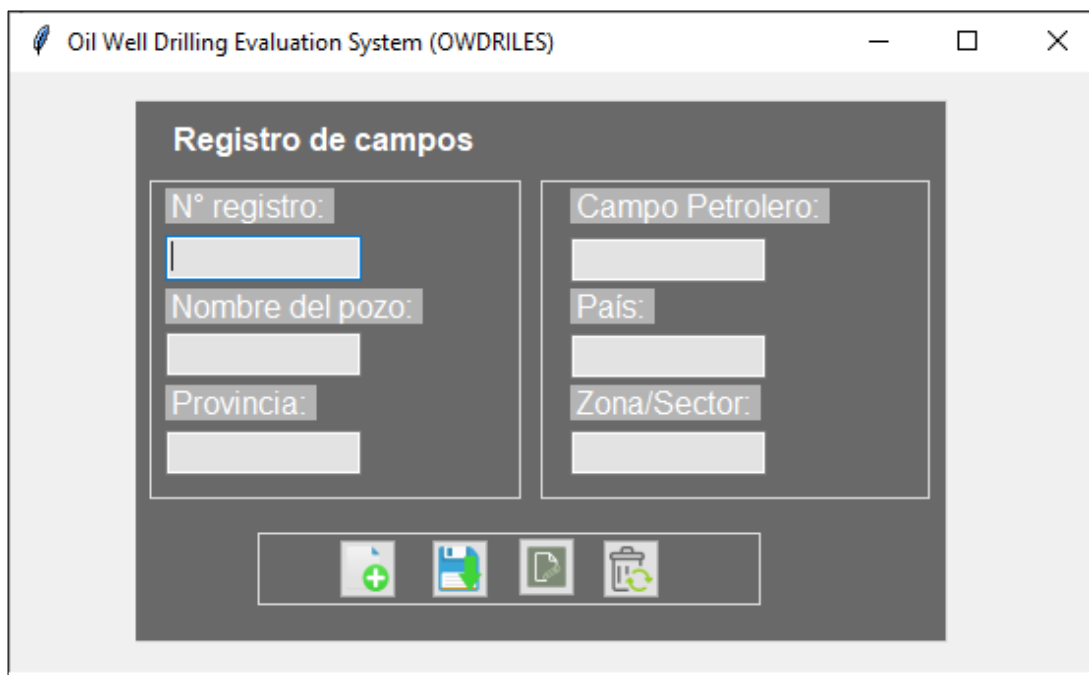 Oil Well Drilling Evaluation System (OWDRILES)
Registro de campos
N° registro:
Nombre del pozo:
Provincia:
Campo Petrolero:
País:
Zona/Sector: